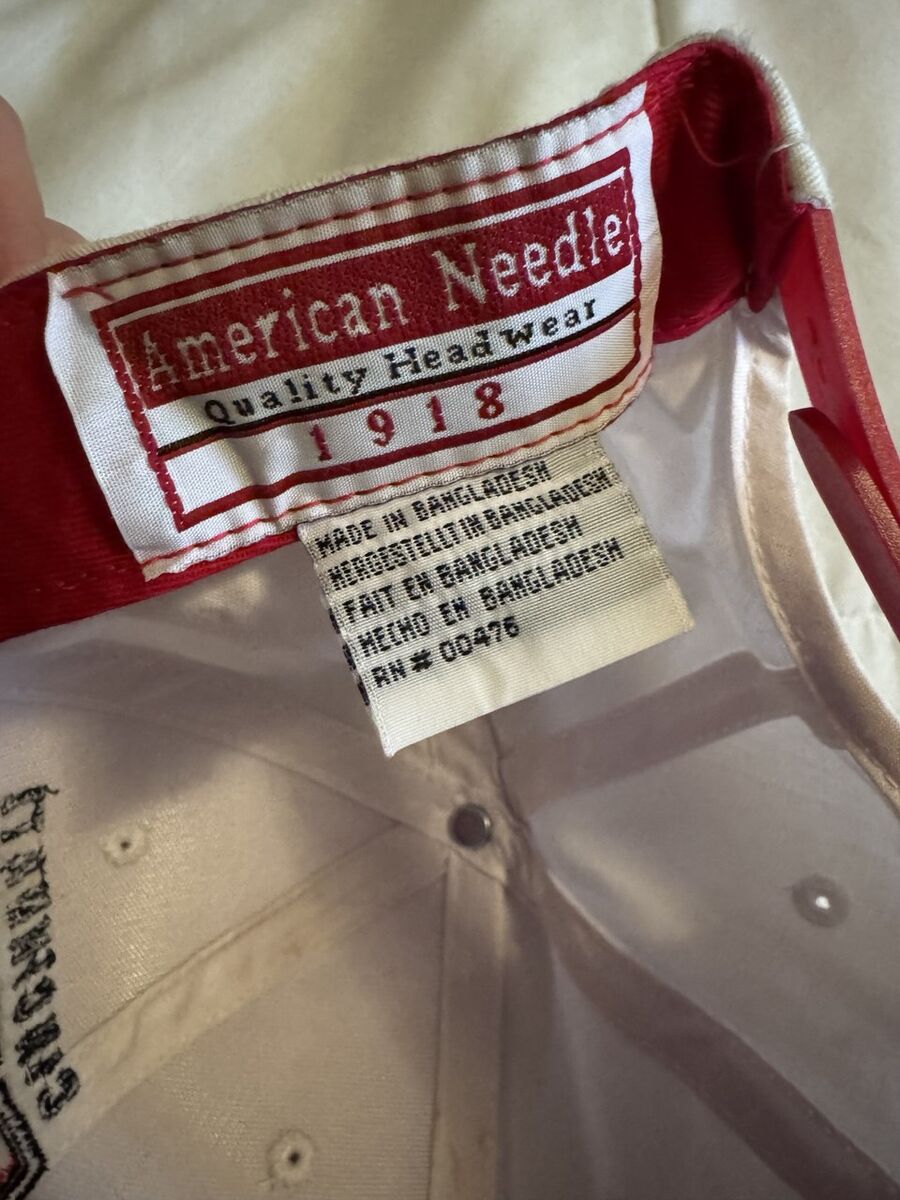 American Needle
Quality HeadWear
1918
MADE IN BANGLADESH
HERGESTELLT IN BANGLADESH
FAIT EN BANGLADESH
HECHO EN BANGLADESH
RN # 00476